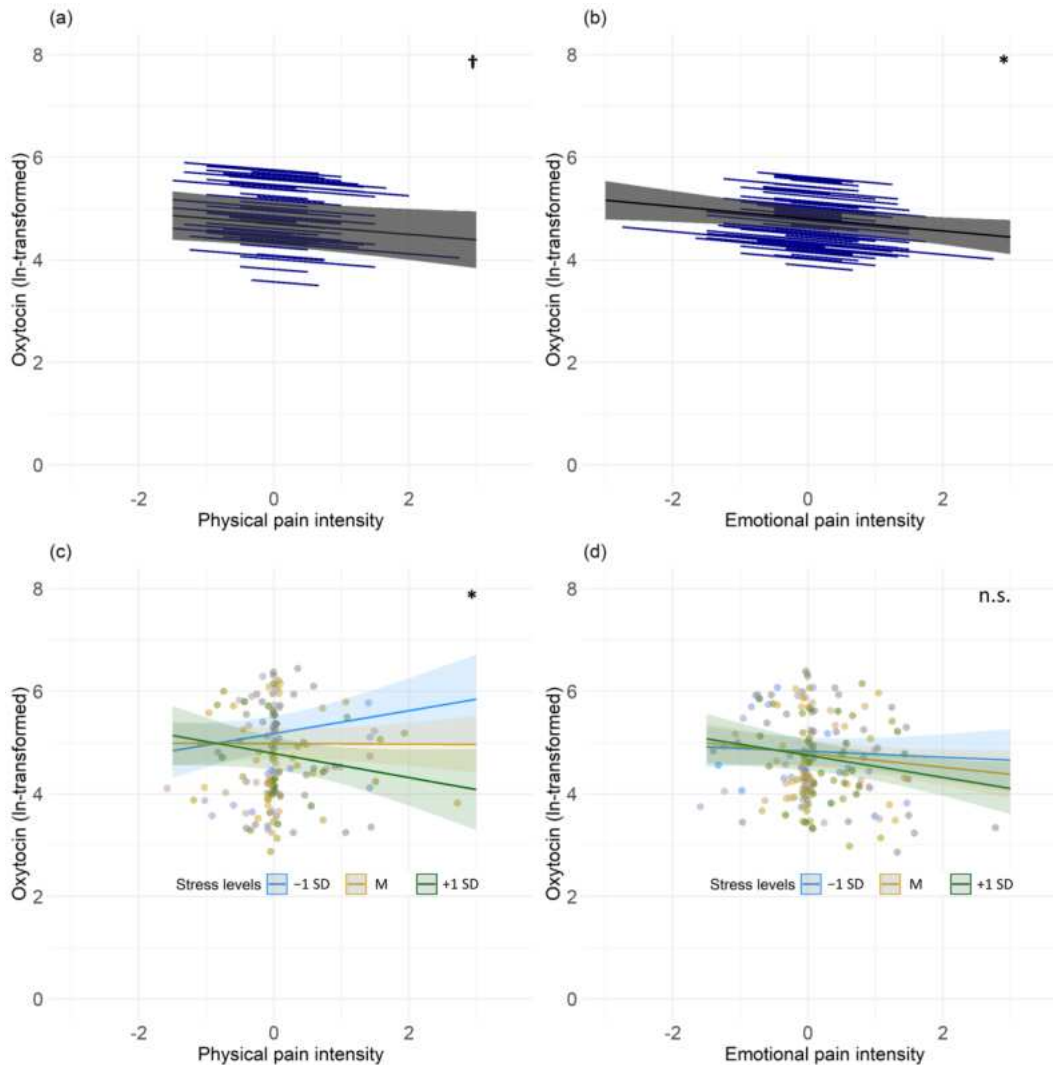 (a)
†
8
6
4
2
0
Oxytocin (ln-transformed)
-2 0 2
Physical pain intensity
(b)
*
8
6
4
2
0
Oxytocin (ln-transformed)
-2 0 2
Emotional pain intensity
(c)
*
8
6
4
2
0
Oxytocin (ln-transformed)
Stress levels −1 SD M +1 SD
-2 0 2
Physical pain intensity
(d)
n.s.
8
6
4
2
0
Oxytocin (ln-transformed)
Stress levels −1 SD M +1 SD
-2 0 2
Emotional pain intensity